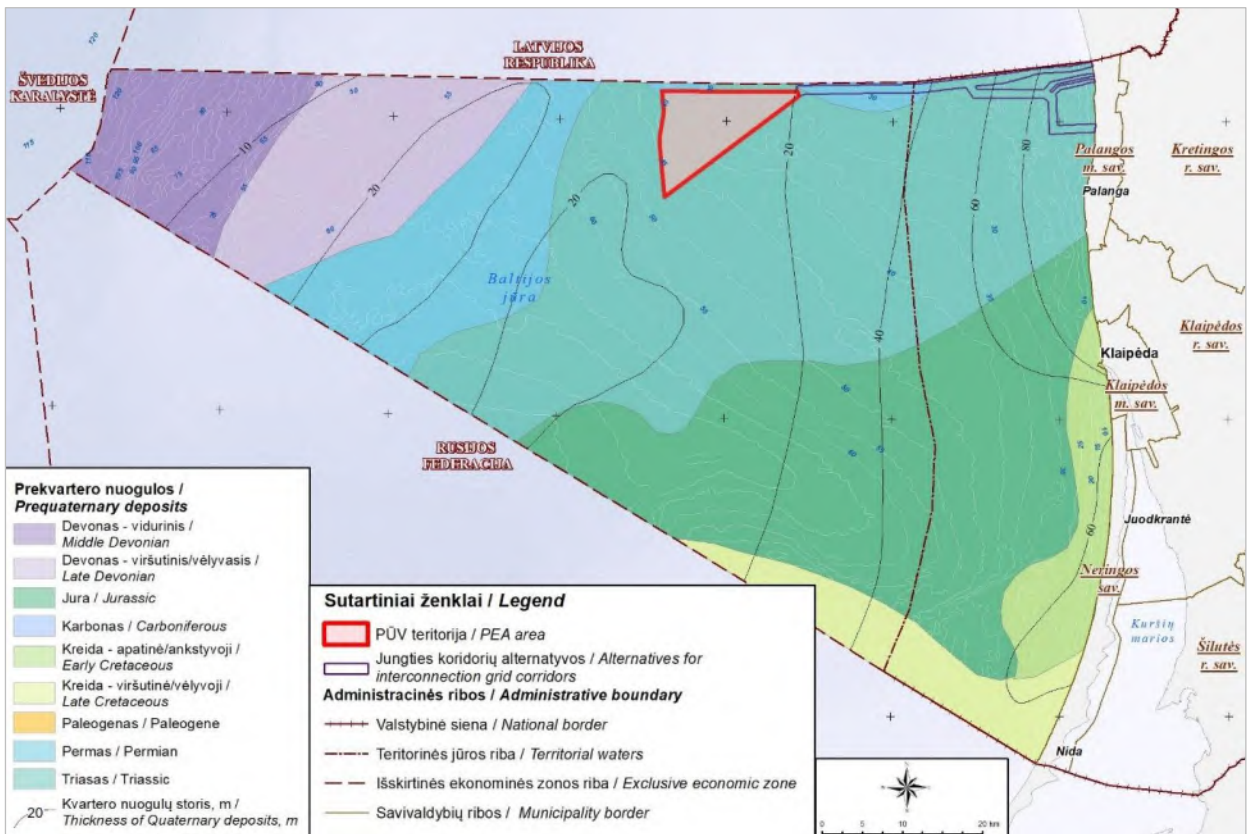 LATVIJOS
RESPUBLIKA
ŠVEDIJOS
KARALYSTĖ
120
115
10
20
20
20
40
60
80
60
Baltijos
jūra
RUSIJOS
FEDERACIJA
Palangos
m. sav.
Palanga
Kretingos
r. sav.
Klaipėdos
r. sav.
Klaipėda
Klaipėdos
m. sav.
Juodkrantė
Neringos
sav.
Kuršių
marios
Šilutės
r. sav.
Nida
Prekvartero nuogulos /
Prequaternary deposits
Devonas - vidurinis /
Middle Devonian
Devonas - viršutinis/vėlyvasis /
Late Devonian
Jura / Jurassic
Karbonas / Carboniferous
Kreida - apatinė/ankstyvoji /
Early Cretaceous
Kreida - viršutinė/vėlyvoji /
Late Cretaceous
Paleogenas / Paleogene
Permas / Permian
Triasas / Triassic
20
Kvartero nuogulų storis, m /
Thickness of Quaternary deposits, m
Sutartiniai ženklai / Legend
PŪV teritorija / PEA area
Jungties koridorių alternatyvos / Alternatives for
interconnection grid corridors
Administracinės ribos / Administrative boundary
Valstybinė siena / National border
Teritorinės jūros riba / Territorial waters
Išskirtinės ekonominės zonos riba / Exclusive economic zone
Savivaldybių ribos / Municipality border
0 5 10 20 km